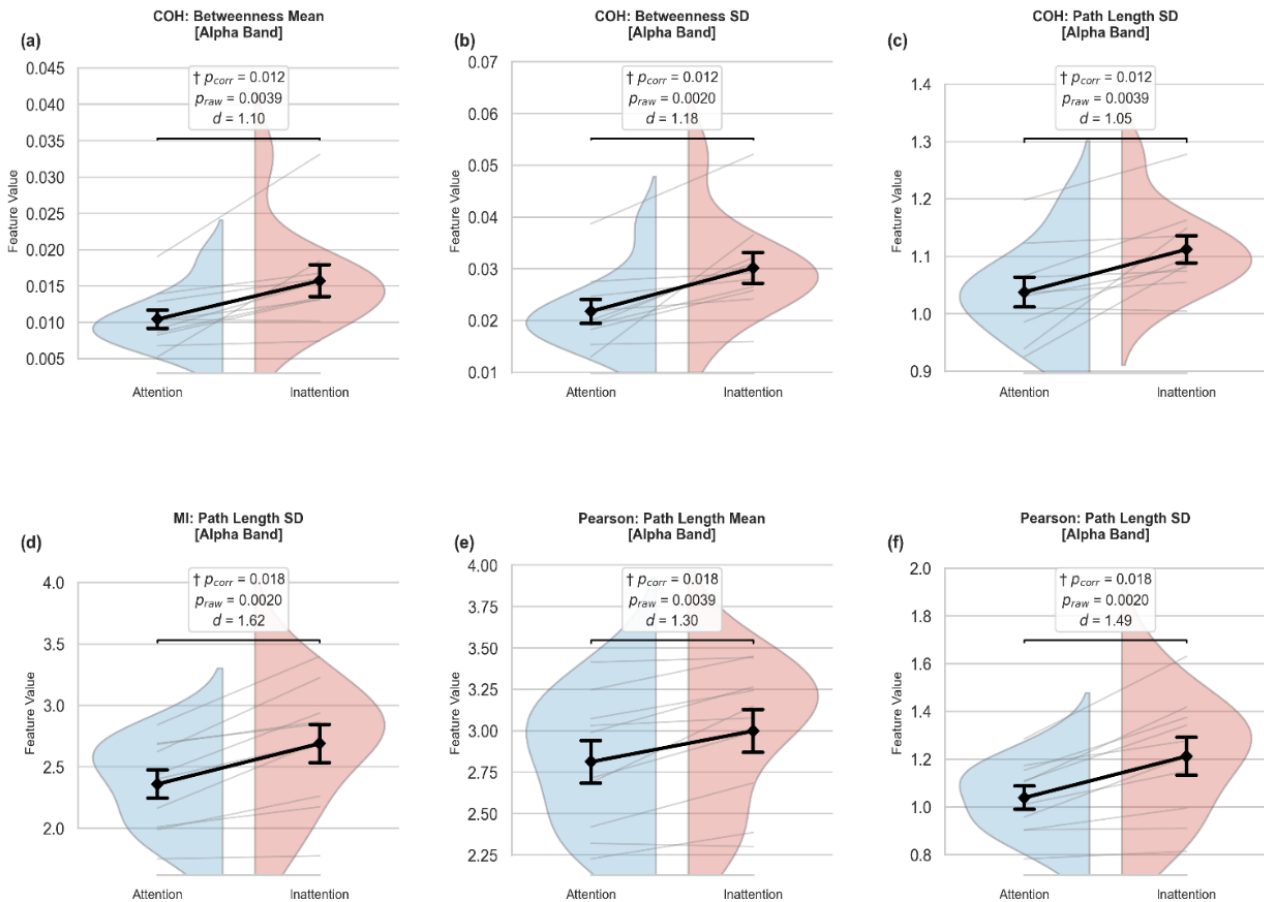 COH: Betweenness Mean
[Alpha Band]
(a)
0.045
0.040
0.035
0.030
0.025
0.020
0.015
0.010
0.005
Feature Value
† p_corr = 0.012
p_raw = 0.0039
d = 1.10
Attention
Inattention
COH: Betweenness SD
[Alpha Band]
(b)
0.07
0.06
0.05
0.04
0.03
0.02
0.01
Feature Value
† p_corr = 0.012
p_raw = 0.0020
d = 1.18
Attention
Inattention
COH: Path Length SD
[Alpha Band]
(c)
1.4
1.3
1.2
1.1
1.0
0.9
Feature Value
† p_corr = 0.012
p_raw = 0.0039
d = 1.05
Attention
Inattention
MI: Path Length SD
[Alpha Band]
(d)
4.0
3.5
3.0
2.5
2.0
Feature Value
† p_corr = 0.018
p_raw = 0.0020
d = 1.62
Attention
Inattention
Pearson: Path Length Mean
[Alpha Band]
(e)
4.00
3.75
3.50
3.25
3.00
2.75
2.50
2.25
Feature Value
† p_corr = 0.018
p_raw = 0.0039
d = 1.30
Attention
Inattention
Pearson: Path Length SD
[Alpha Band]
(f)
2.0
1.8
1.6
1.4
1.2
1.0
0.8
Feature Value
† p_corr = 0.018
p_raw = 0.0020
d = 1.49
Attention
Inattention